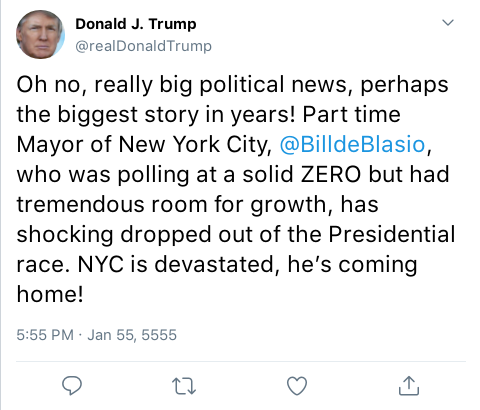 Donald J. Trump
@realDonaldTrump
Oh no, really big political news, perhaps
the biggest story in years! Part time
Mayor of New York City, @BilldeBlasio,
who was polling at a solid ZERO but had
tremendous room for growth, has
shocking dropped out of the Presidential
race. NYC is devastated, he’s coming
home!
5:55 PM · Jan 55, 5555